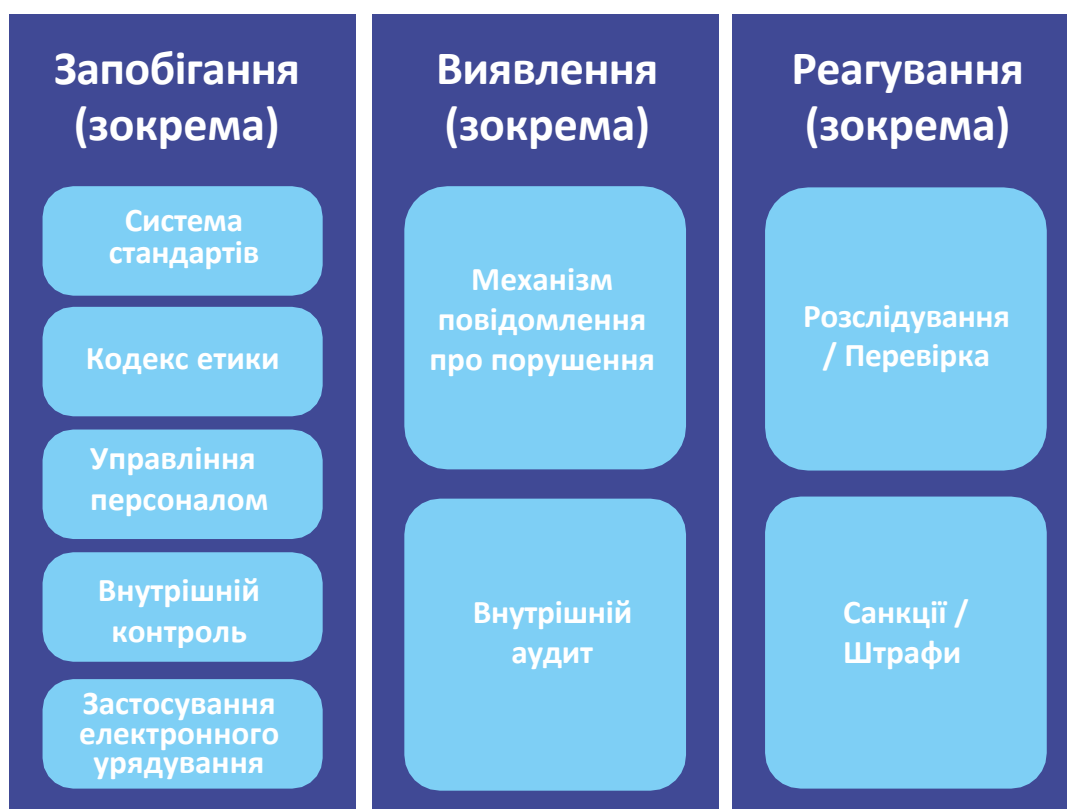 Запобігання
(зокрема)
Система
стандартів
Кодекс етики
Управління
персоналом
Внутрішній
контроль
Застосування
електронного
урядування
Виявлення
(зокрема)
Механізм
повідомлення
про порушення
Внутрішній
аудит
Реагування
(зокрема)
Розслідування
/ Перевірка
Санкції /
Штрафи